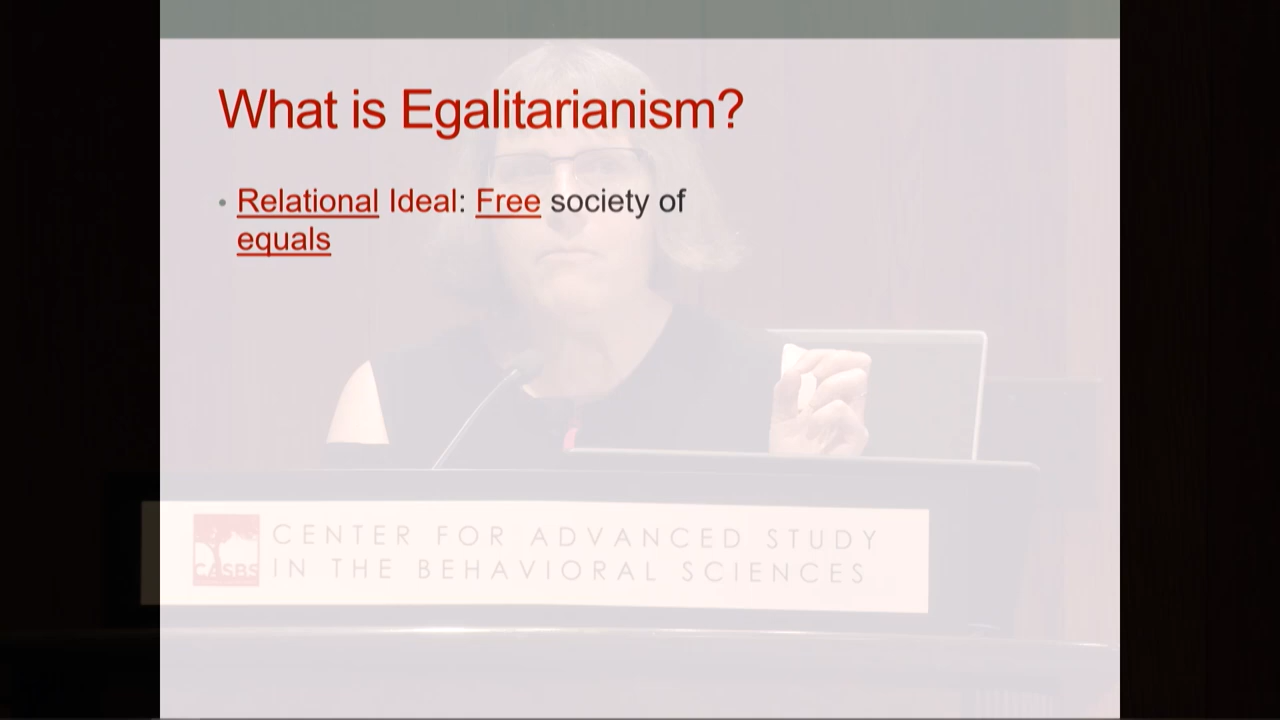 What is Egalitarianism?
• Relational Ideal: Free society of
equals
CASBS
CENTER FOR ADVANCED STUDY
IN THE BEHAVIORAL SCIENCES